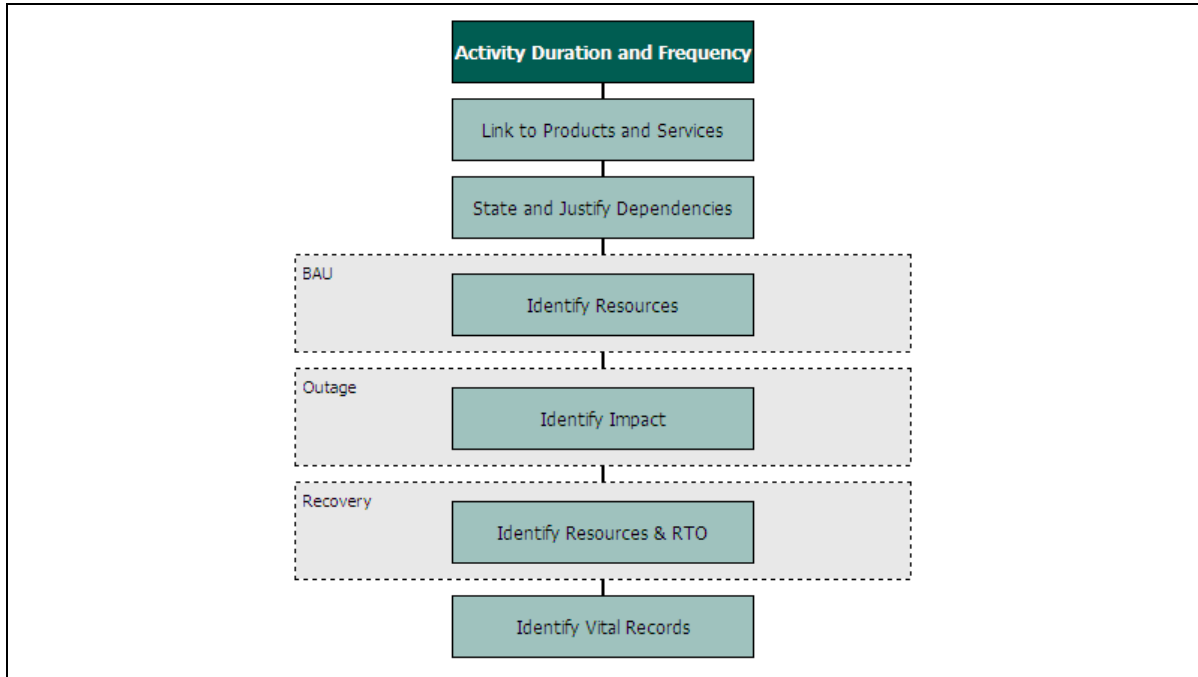 Activity Duration and Frequency
Link to Products and Services
State and Justify Dependencies
BAU
Identify Resources
Outage
Identify Impact
Recovery
Identify Resources & RTO
Identify Vital Records